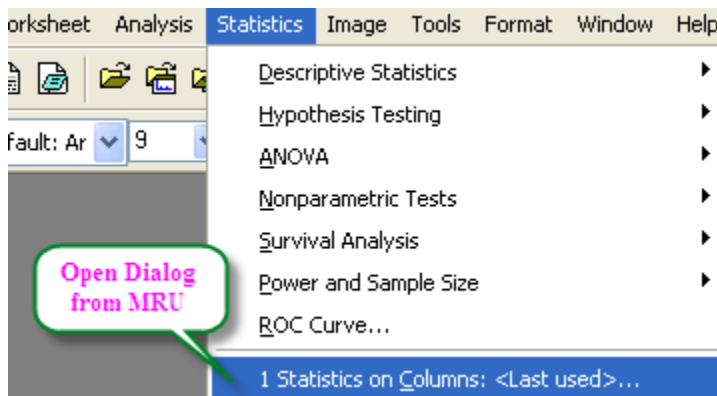 orksheet Analysis Statistics Image Tools Format Window Help
fault: Ar 9
Descriptive Statistics
Hypothesis Testing
ANOVA
Nonparametric Tests
Survival Analysis
Power and Sample Size
ROC Curve...
Open Dialog
from MRU
1 Statistics on Columns: <Last used>...